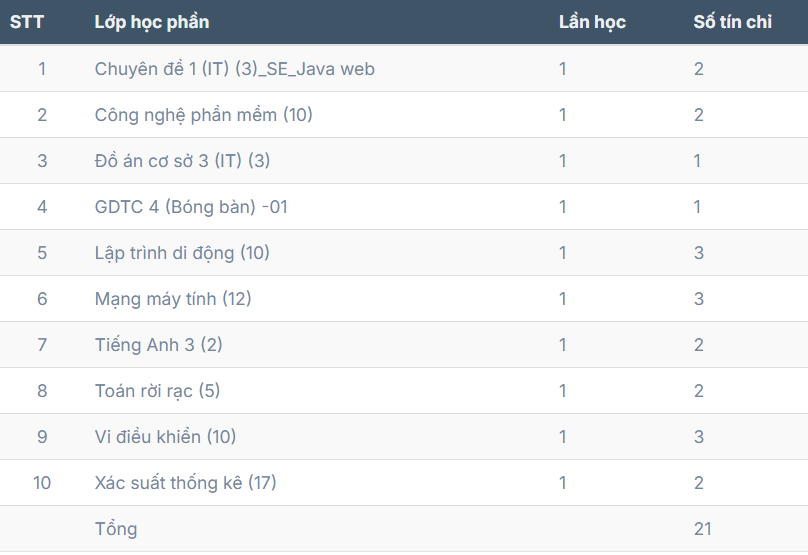 STT Lớp học phần Lần học Số tín chỉ
1 Chuyên đề 1 (IT) (3)_SE_Java web 1 2
2 Công nghệ phần mềm (10) 1 2
3 Đồ án cơ sở 3 (IT) (3) 1 1
4 GDTC 4 (Bóng bàn) -01 1 1
5 Lập trình di động (10) 1 3
6 Mạng máy tính (12) 1 3
7 Tiếng Anh 3 (2) 1 2
8 Toán rời rạc (5) 1 2
9 Vi điều khiển (10) 1 3
10 Xác suất thống kê (17) 1 2
Tổng 21